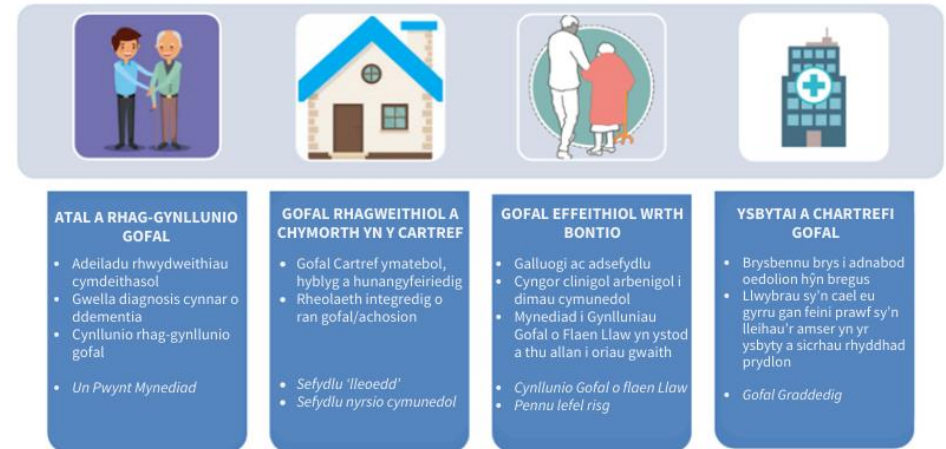 ATAL A RHAG-GYNLLUNIO
GOFAL
• Adeiladu rhwydweithiau
cymdeithasol
• Gwella diagnosis cynnar o
ddementia
• Cynllunio rhag-gynllunio
gofal
• Un Pwynt Mynediad
GOFAL RHAGWEITHIOL A
CHYMORTH YN Y CARTREF
• Gofal Cartref ymatebol,
hyblyg a hunangyfeiriedig
• Rheolaeth integredig o
ran gofal/achosion
• Sefydlu ‘lleoedd’
• Sefydlu nyrsio cymunedol
GOFAL EFFEITHIOL WRTH
BONTIO
• Galluogi ac adsefydlu
• Cyngor clinigol arbenigol i
dimau cymunedol
• Mynediad i Gynlluniau
Gofal o Flaen Llaw yn ystod
a thu allan i oriau gwaith
• Cynllunio Gofal o flaen Llaw
• Pennu lefel risg
YSBYTAI A CHARTREFI
GOFAL
• Brysbennu brys i adnabod
oedolion hŷn bregus
• Llwybrau sy’n cael eu
gyrru gan feini prawf sy’n
lleihau’r amser yn yr
ysbyty a sicrhau rhyddhad
prydlon
• Gofal Graddedig